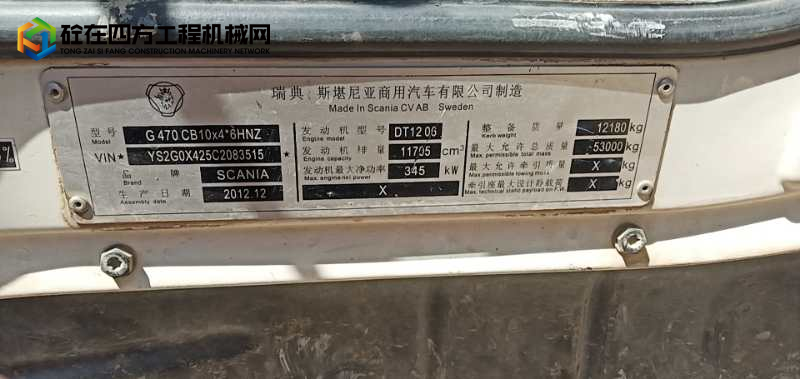 砼在四方工程机械网
TONG ZAI SI FANG CONSTRUCTION MACHINERY NETWORK
瑞典: 斯堪尼亚商用汽车有限公司制造
Made in Scania CV AB Sweden
型号 G 470 CB10x4*6HNZ
Model
VIN* YS2G0X425C2083515 *
品牌 SCANIA
Brand
生产日期 2012.12
Assembly date
发动机型号 DT12 06
Engine model
发动机排量 11705 cm³
Engine capacity
发动机最大净功率 345 kW
Max. engine net power
X
整备质量 12180 kg
Kerb weight
最大允许总质量 53000 kg
Max. permissible total mass
最大允许牵引质量 X kg
Max. permissible towing mass
牵引座最大设计静载荷 X kg
Max. technical static payload on F.W.
%